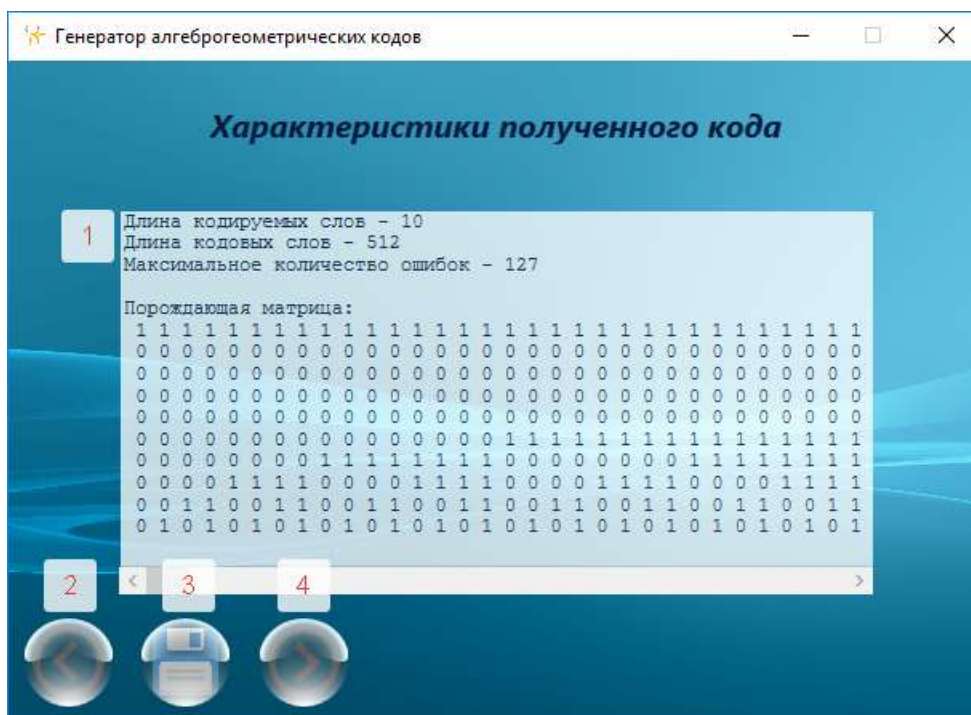 Генератор алгеброгеометрических кодов
Характеристики полученного кода
1
Длина кодируемых слов - 10
Длина кодовых слов - 512
Максимальное количество ошибок - 127
Порождающая матрица:
1 1 1 1 1 1 1 1 1 1 1 1 1 1 1 1 1 1 1 1 1 1 1 1 1 1 1 1 1 1 1 1
0 0 0 0 0 0 0 0 0 0 0 0 0 0 0 0 0 0 0 0 0 0 0 0 0 0 0 0 0 0 0 0
0 0 0 0 0 0 0 0 0 0 0 0 0 0 0 0 0 0 0 0 0 0 0 0 0 0 0 0 0 0 0 0
0 0 0 0 0 0 0 0 0 0 0 0 0 0 0 0 0 0 0 0 0 0 0 0 0 0 0 0 0 0 0 0
0 0 0 0 0 0 0 0 0 0 0 0 0 0 0 0 0 0 0 0 0 0 0 0 0 0 0 0 0 0 0 0
0 0 0 0 0 0 0 0 0 0 0 0 0 0 0 0 1 1 1 1 1 1 1 1 1 1 1 1 1 1 1 1
0 0 0 0 0 0 0 0 1 1 1 1 1 1 1 1 0 0 0 0 0 0 0 0 1 1 1 1 1 1 1 1
0 0 0 0 1 1 1 1 0 0 0 0 1 1 1 1 0 0 0 0 1 1 1 1 0 0 0 0 1 1 1 1
0 0 1 1 0 0 1 1 0 0 1 1 0 0 1 1 0 0 1 1 0 0 1 1 0 0 1 1 0 0 1 1
0 1 0 1 0 1 0 1 0 1 0 1 0 1 0 1 0 1 0 1 0 1 0 1 0 1 0 1 0 1 0 1
2 3 4